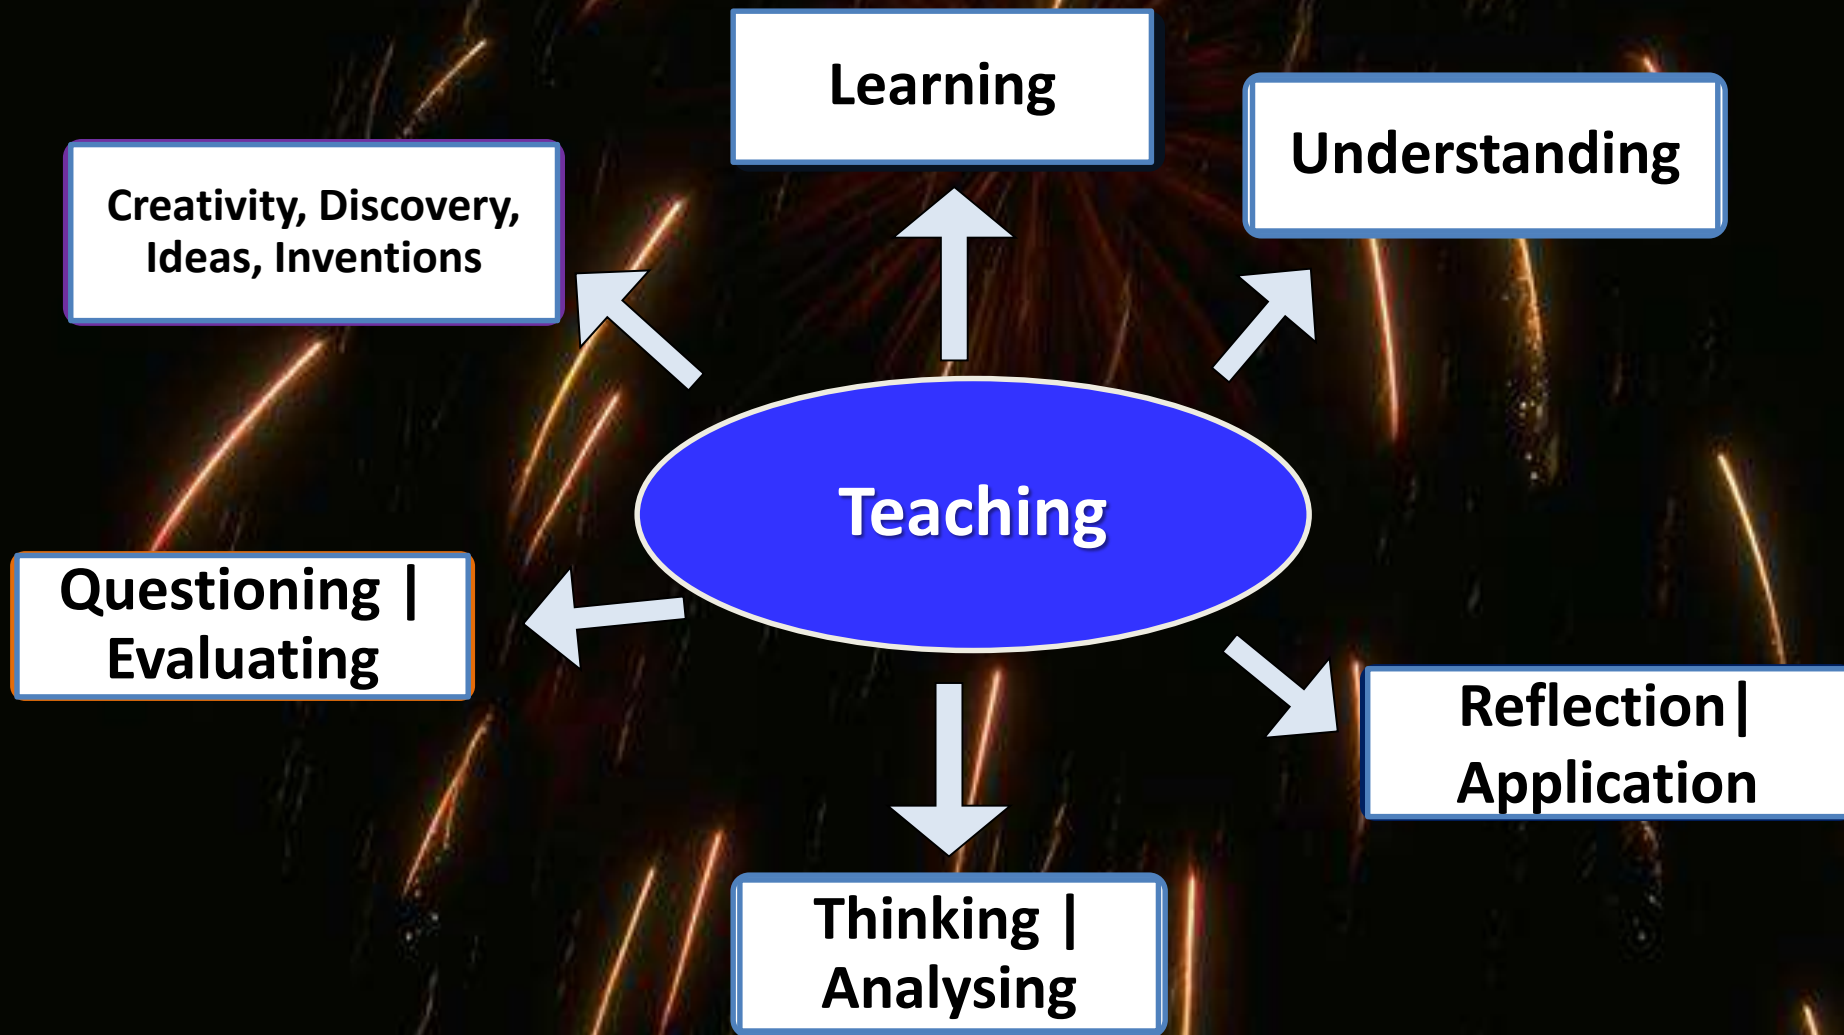 Learning
Understanding
Creativity, Discovery,
Ideas, Inventions
Teaching
Questioning |
Evaluating
Reflection|
Application
Thinking |
Analysing